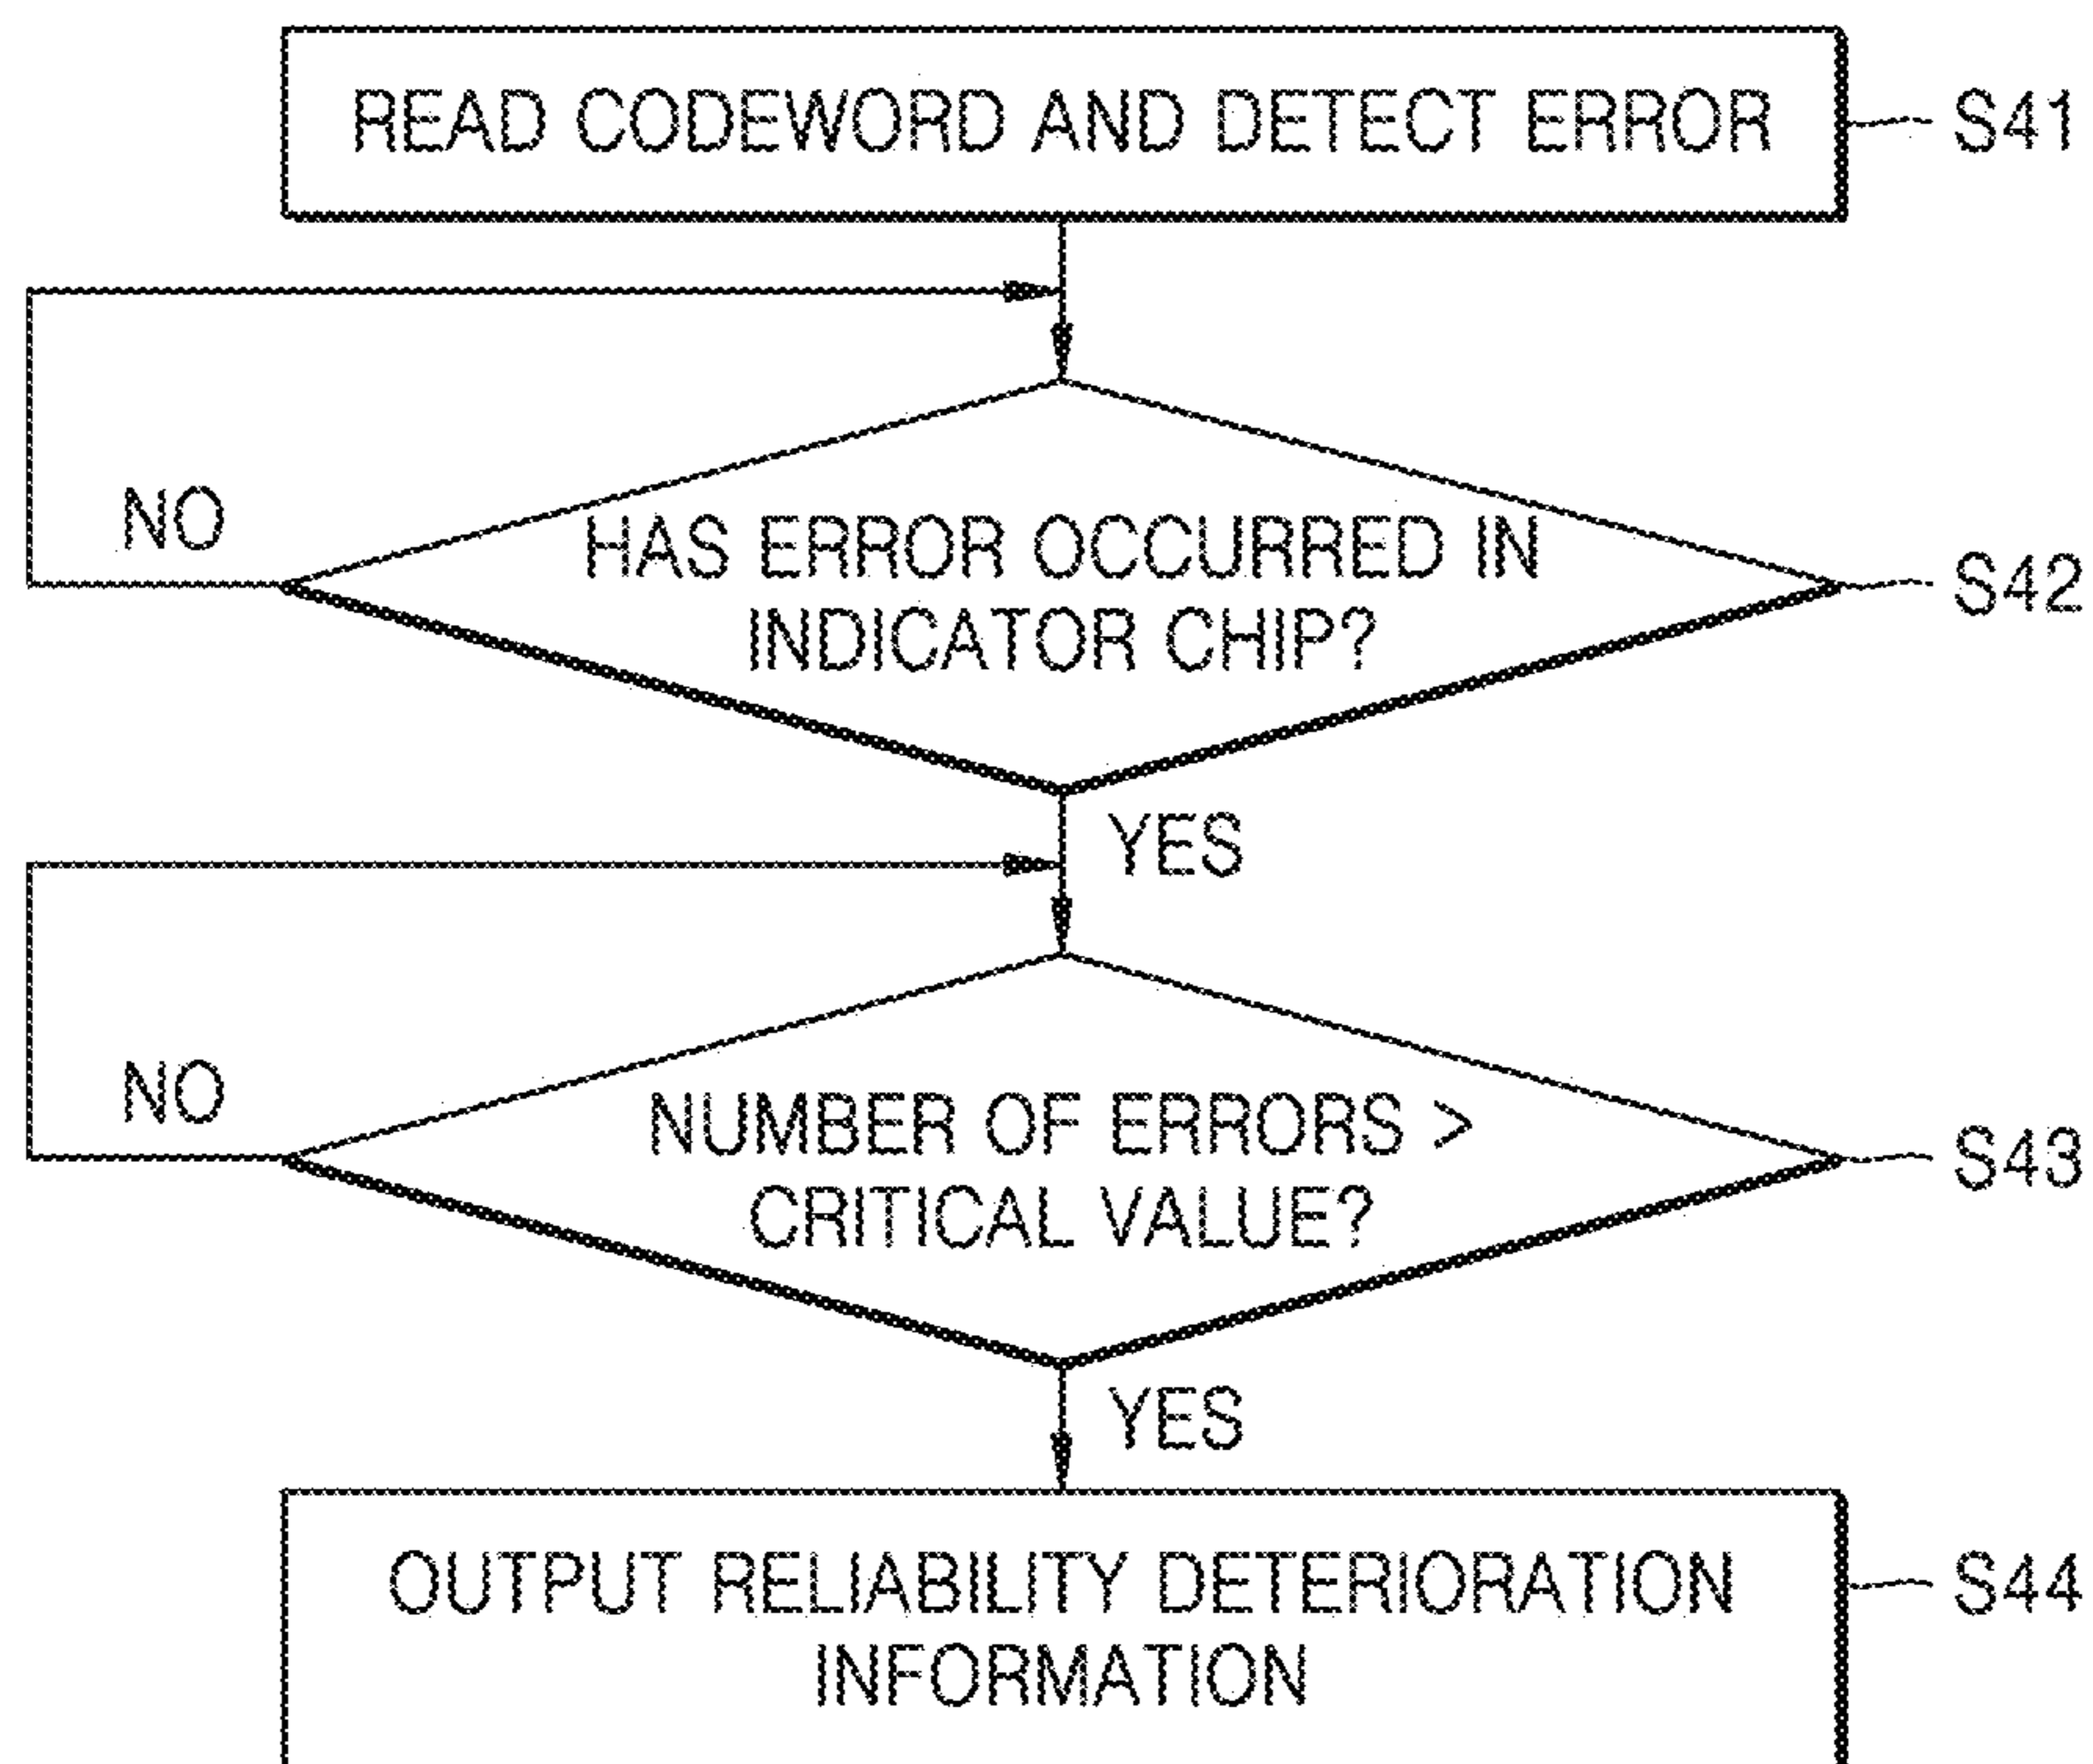 READ CODEWORD AND DETECT ERROR
S41
NO
HAS ERROR OCCURRED IN
INDICATOR CHIP?
S42
YES
NO
NUMBER OF ERRORS >
CRITICAL VALUE?
S43
YES
OUTPUT RELIABILITY DETERIORATION
INFORMATION
S44